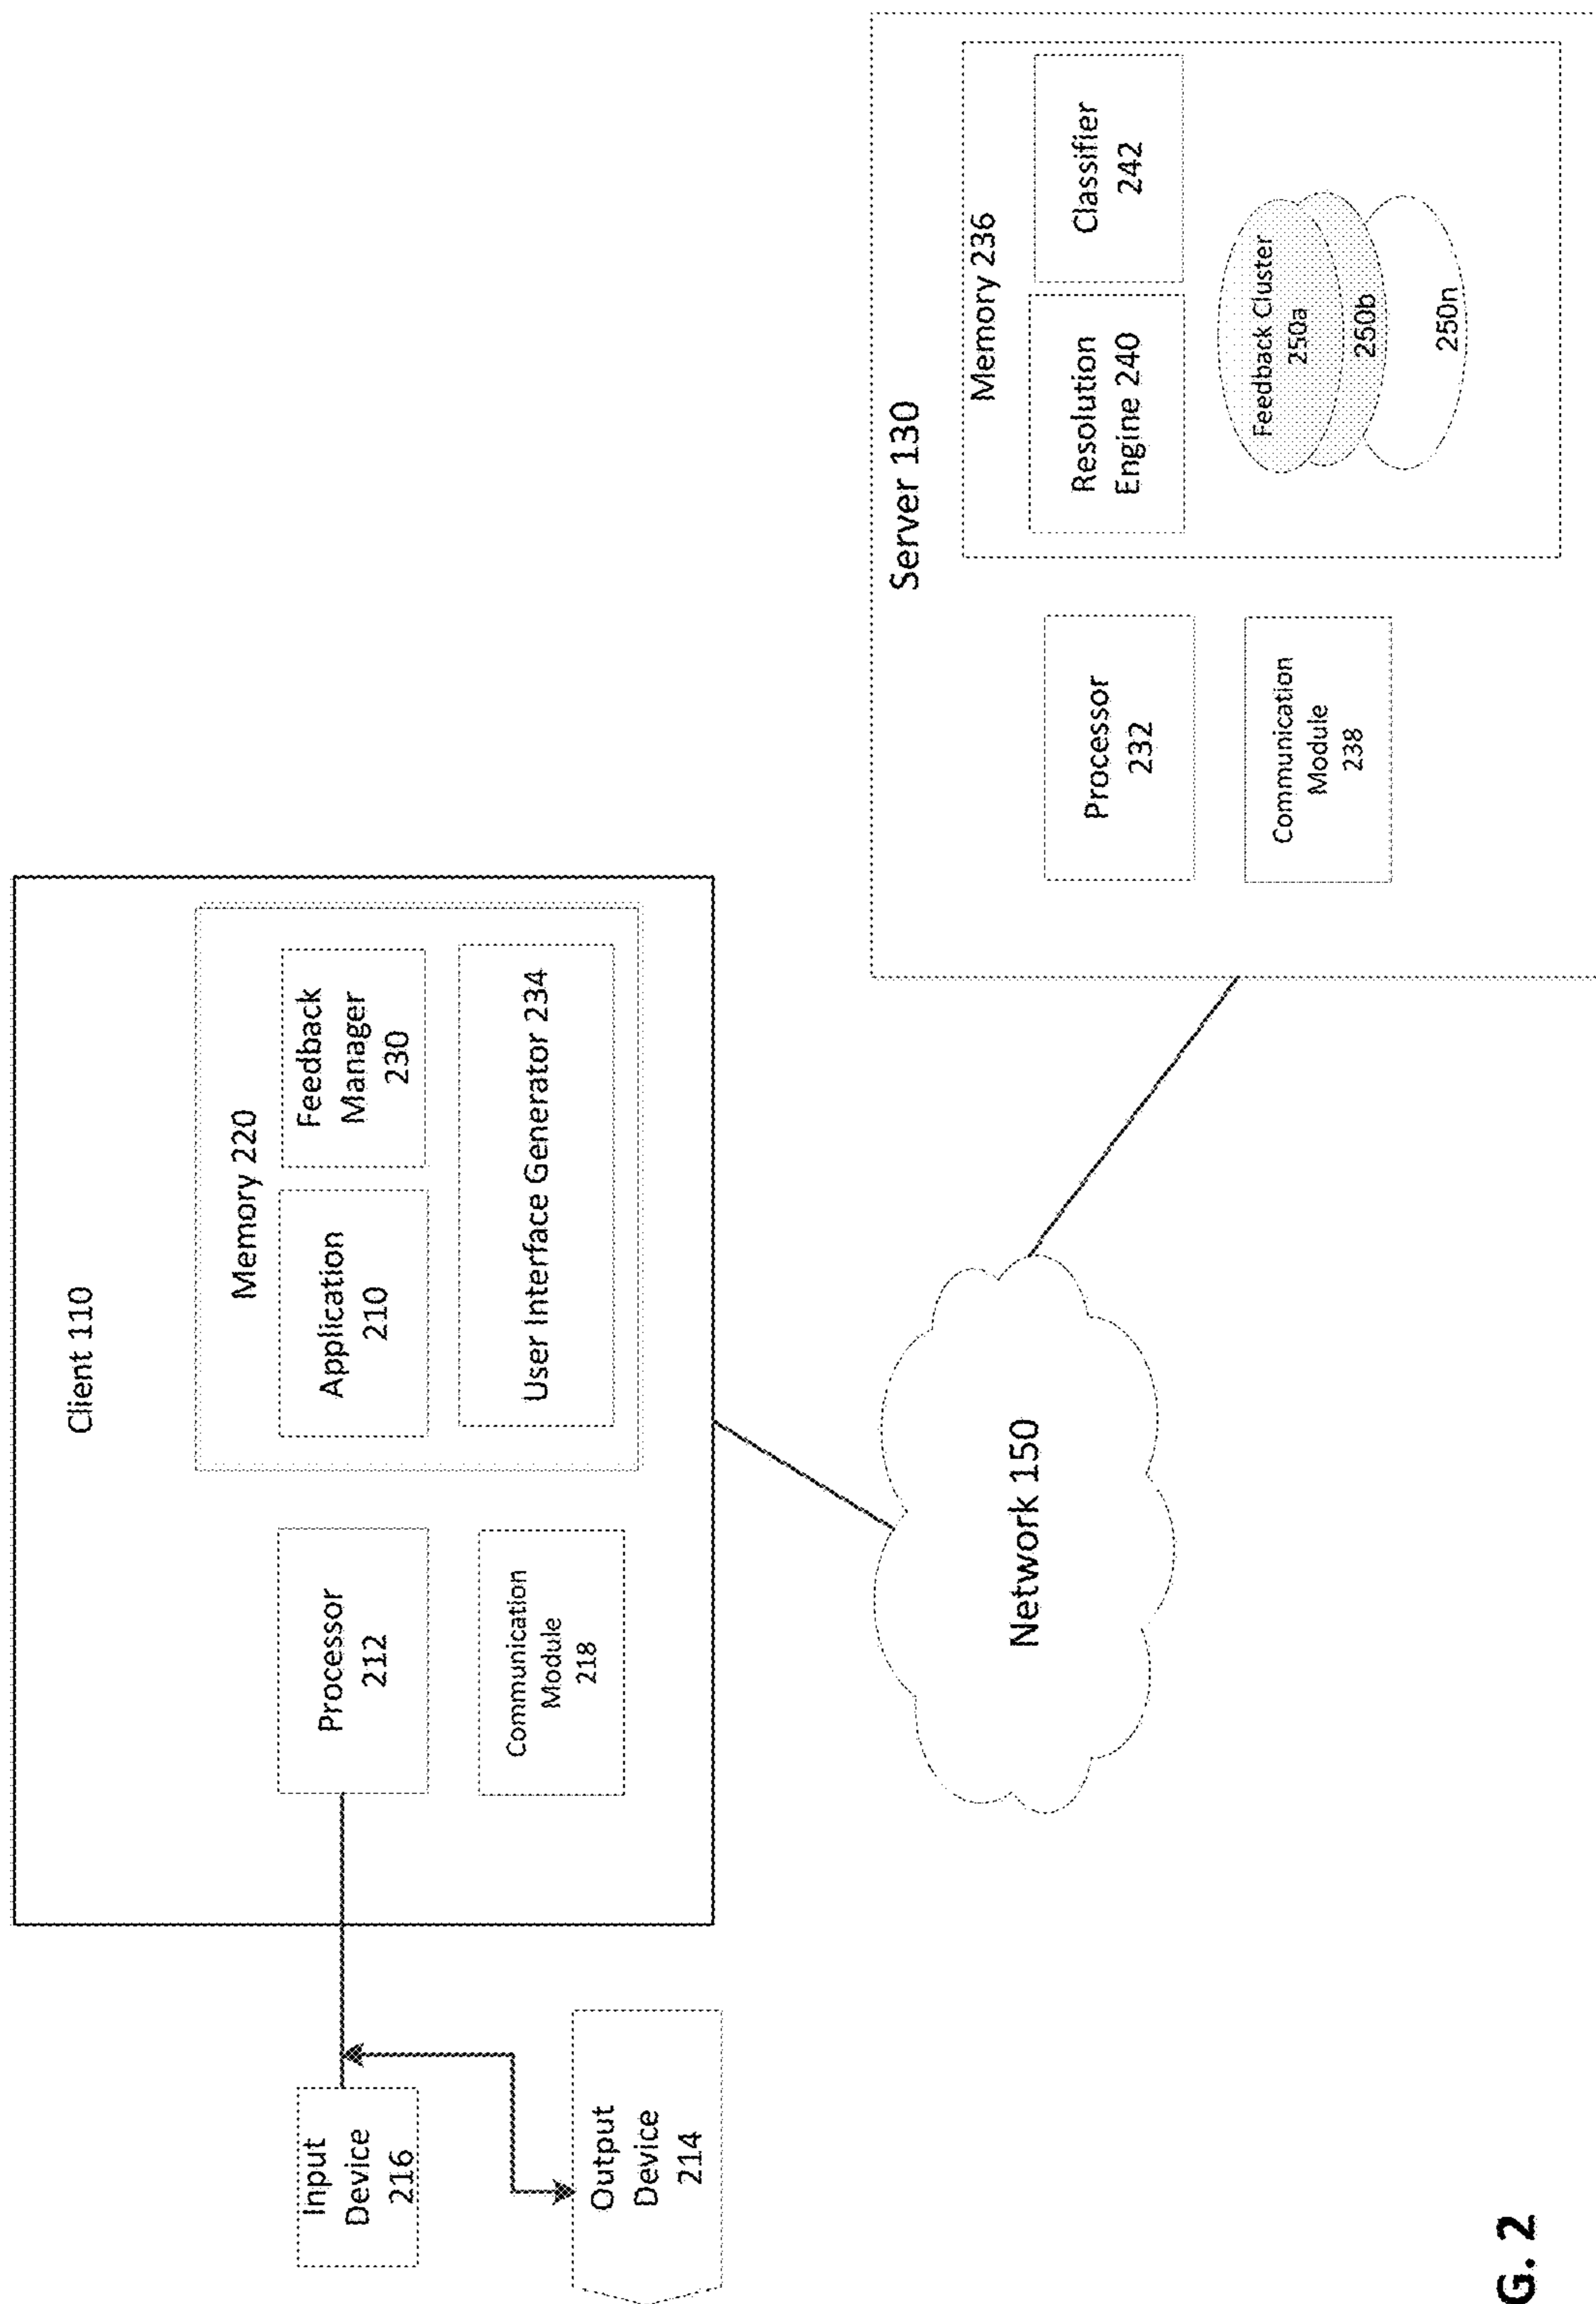 Client 110
Memory 220
Input
Device
216
Processor
212
Application
210
Feedback
Manager
230
Output
Device
214
Communication
Module
218
User Interface Generator 234
Network 150
Server 130
Memory 236
Processor
232
Resolution
Engine 240
Classifier
242
Communication
Module
238
Feedback Cluster
250a
250b
250n
G. 2